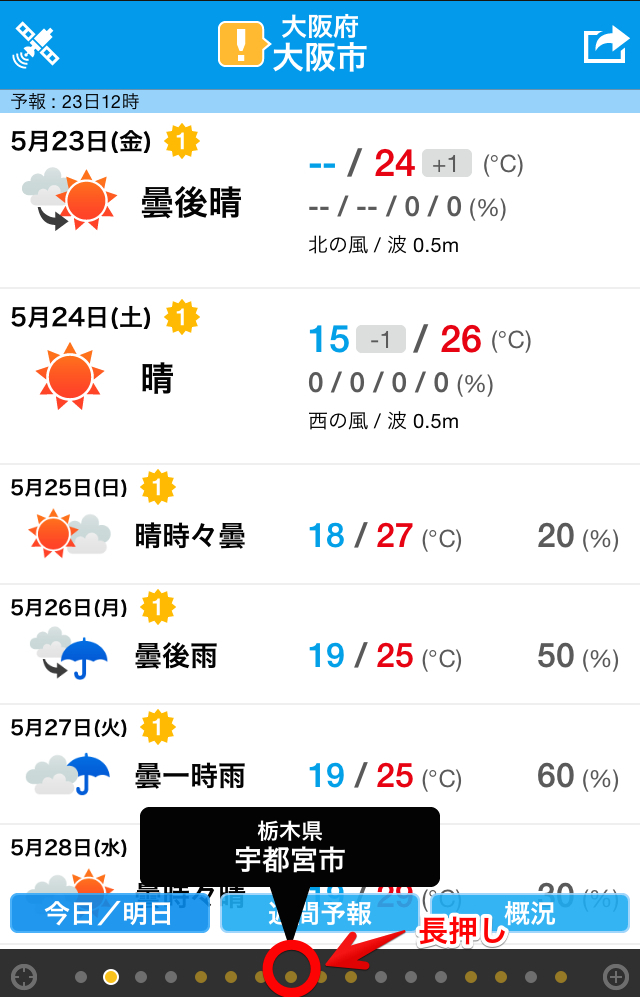 大阪府
大阪市
予報 : 23日12時
5月23日(金) 1
曇後晴
-- / 24 +1 (°C)
-- / -- / 0 / 0 (%)
北の風 / 波 0.5m
5月24日(土) 1
晴
15 -1 / 26 (°C)
0 / 0 / 0 / 0 (%)
西の風 / 波 0.5m
5月25日(日) 1
晴時々曇
18 / 27 (°C) 20 (%)
5月26日(月) 1
曇後雨
19 / 25 (°C) 50 (%)
5月27日(火) 1
曇一時雨
19 / 25 (°C) 60 (%)
5月28日(水)
栃木県
宇都宮市
曇時々晴
19 / 29 (°C) 20 (%)
今日／明日
週間予報
概況
長押し